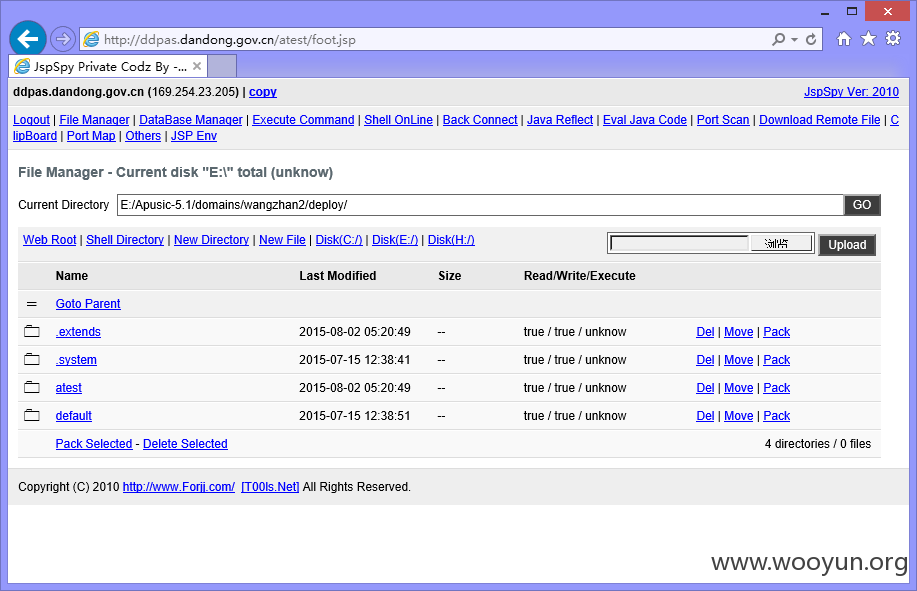 http://ddpas.dandong.gov.cn/atest/foot.jsp
JspSpy Private Codz By -...
ddpas.dandong.gov.cn (169.254.23.205) | copy
JspSpy Ver: 2010
Logout | File Manager | DataBase Manager | Execute Command | Shell OnLine | Back Connect | Java Reflect | Eval Java Code | Port Scan | Download Remote File | C
lipBoard | Port Map | Others | JSP Env
File Manager - Current disk "E:\" total (unknow)
Current Directory E:/Apusic-5.1/domains/wangzhan2/deploy/ GO
Web Root | Shell Directory | New Directory | New File | Disk(C:/) | Disk(E:/) | Disk(H:/) Upload
Name Last Modified Size Read/Write/Execute
= Goto Parent
.extends 2015-08-02 05:20:49 -- true / true / unknow Del | Move | Pack
.system 2015-07-15 12:38:41 -- true / true / unknow Del | Move | Pack
atest 2015-08-02 05:20:49 -- true / true / unknow Del | Move | Pack
default 2015-07-15 12:38:51 -- true / true / unknow Del | Move | Pack
Pack Selected - Delete Selected 4 directories / 0 files
Copyright (C) 2010 http://www.Forjj.com/ [T00ls.Net] All Rights Reserved.
www.wooyun.org